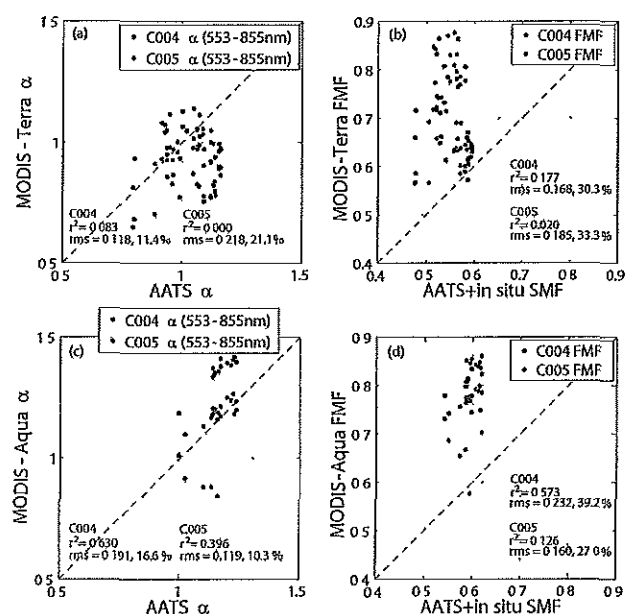 (a)
C004 α (553-855nm)
C005 α (553-855nm)
1.5
1
0 5
MODIS-Terra α
C004
r²=0.083
rms=0.118, 11.4%
C005
r²=0.000
rms=0.218, 21.1%
0 5 1 1.5
AATS α
(b)
C004 FMF
C005 FMF
0.9
0.8
0.7
0.6
0.5
0.4
MODIS-Terra FMF
C004
r²=0.177
rms=0.168, 30.3%
C005
r²=0.020
rms=0.185, 33.3%
0 4 0 5 0 6 0 7 0 8 0 9
AATS+in situ SMF
(c)
C004 α (553-855nm)
C005 α (553-855nm)
1 5
1
0 5
MODIS-Aqua α
C004
r²=0.630
rms=0.191, 16.6%
C005
r²=0.396
rms=0.119, 10.3 %
0 5 1 1.5
AATS α
(d)
C004 FMF
C005 FMF
0 9
0 8
0 7
0 6
0 5
0 4
MODIS-Aqua FMF
C004
r²=0.573
rms=0.232, 39.2%
C005
r²=0.126
rms=0.160, 27.0%
0 4 0 5 0 6 0 7 0 8 0 9
AATS+in situ SMF